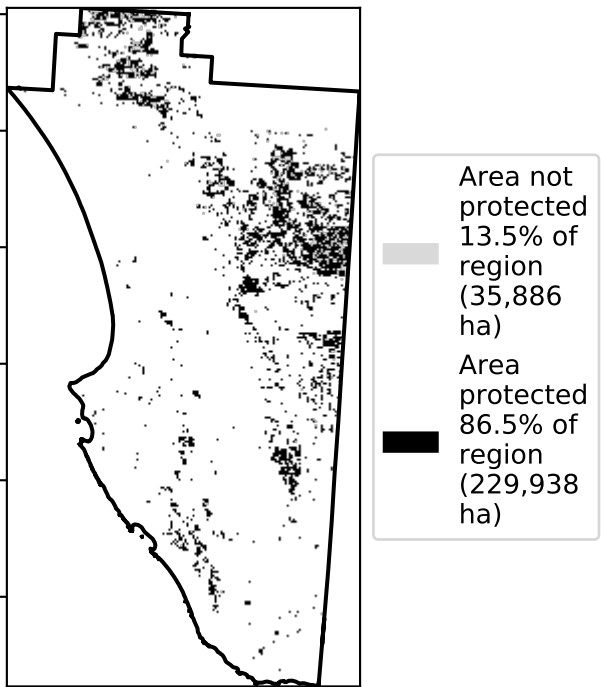 Area not
protected
13.5% of
region
(35,886
ha)
Area
protected
86.5% of
region
(229,938
ha)